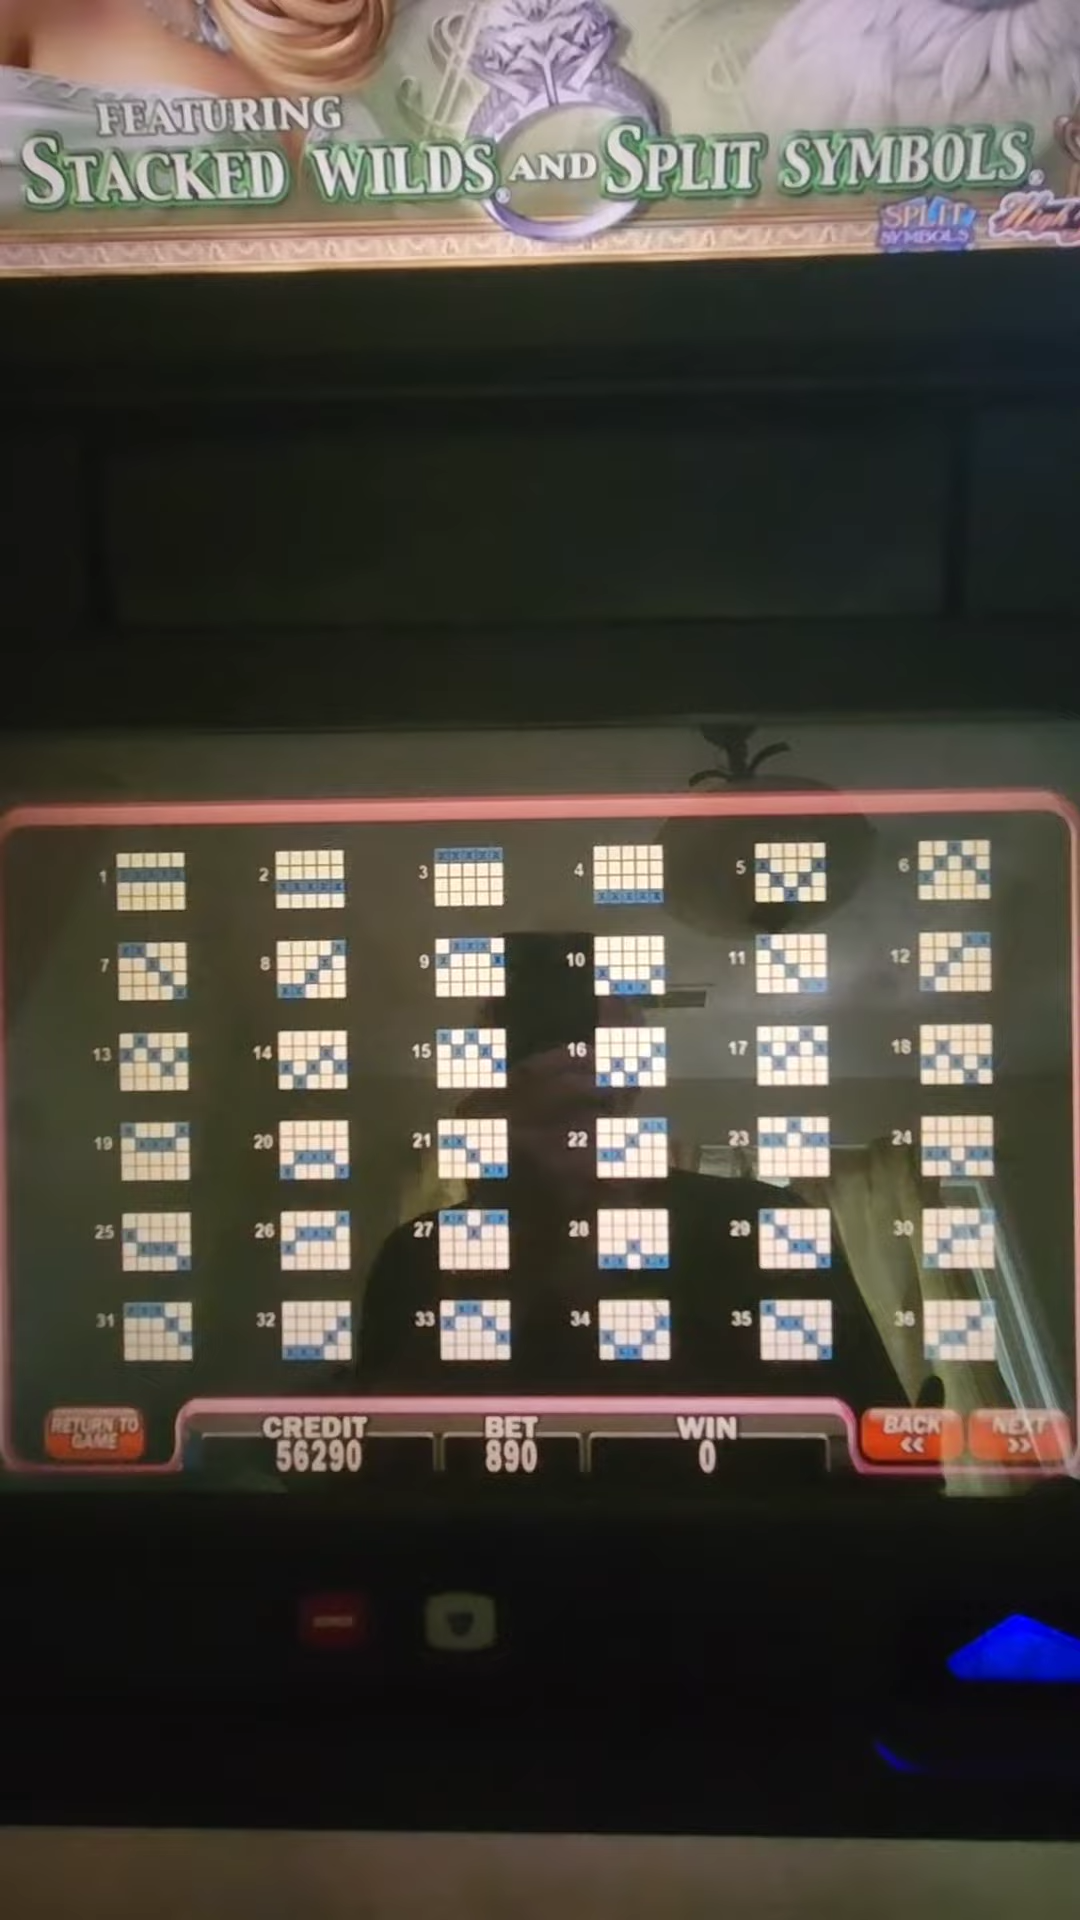 FEATURING
STACKED WILDS® AND SPLIT SYMBOLS®
SPLIT SYMBOLS High
1 2 3 4 5 6
7 8 9 10 11 12
13 14 15 16 17 18
19 20 21 22 23 24
25 26 27 28 29 30
31 32 33 34 35 36
RETURN TO GAME
CREDIT BET WIN
56290 890 0
BACK NEXT
<< >>